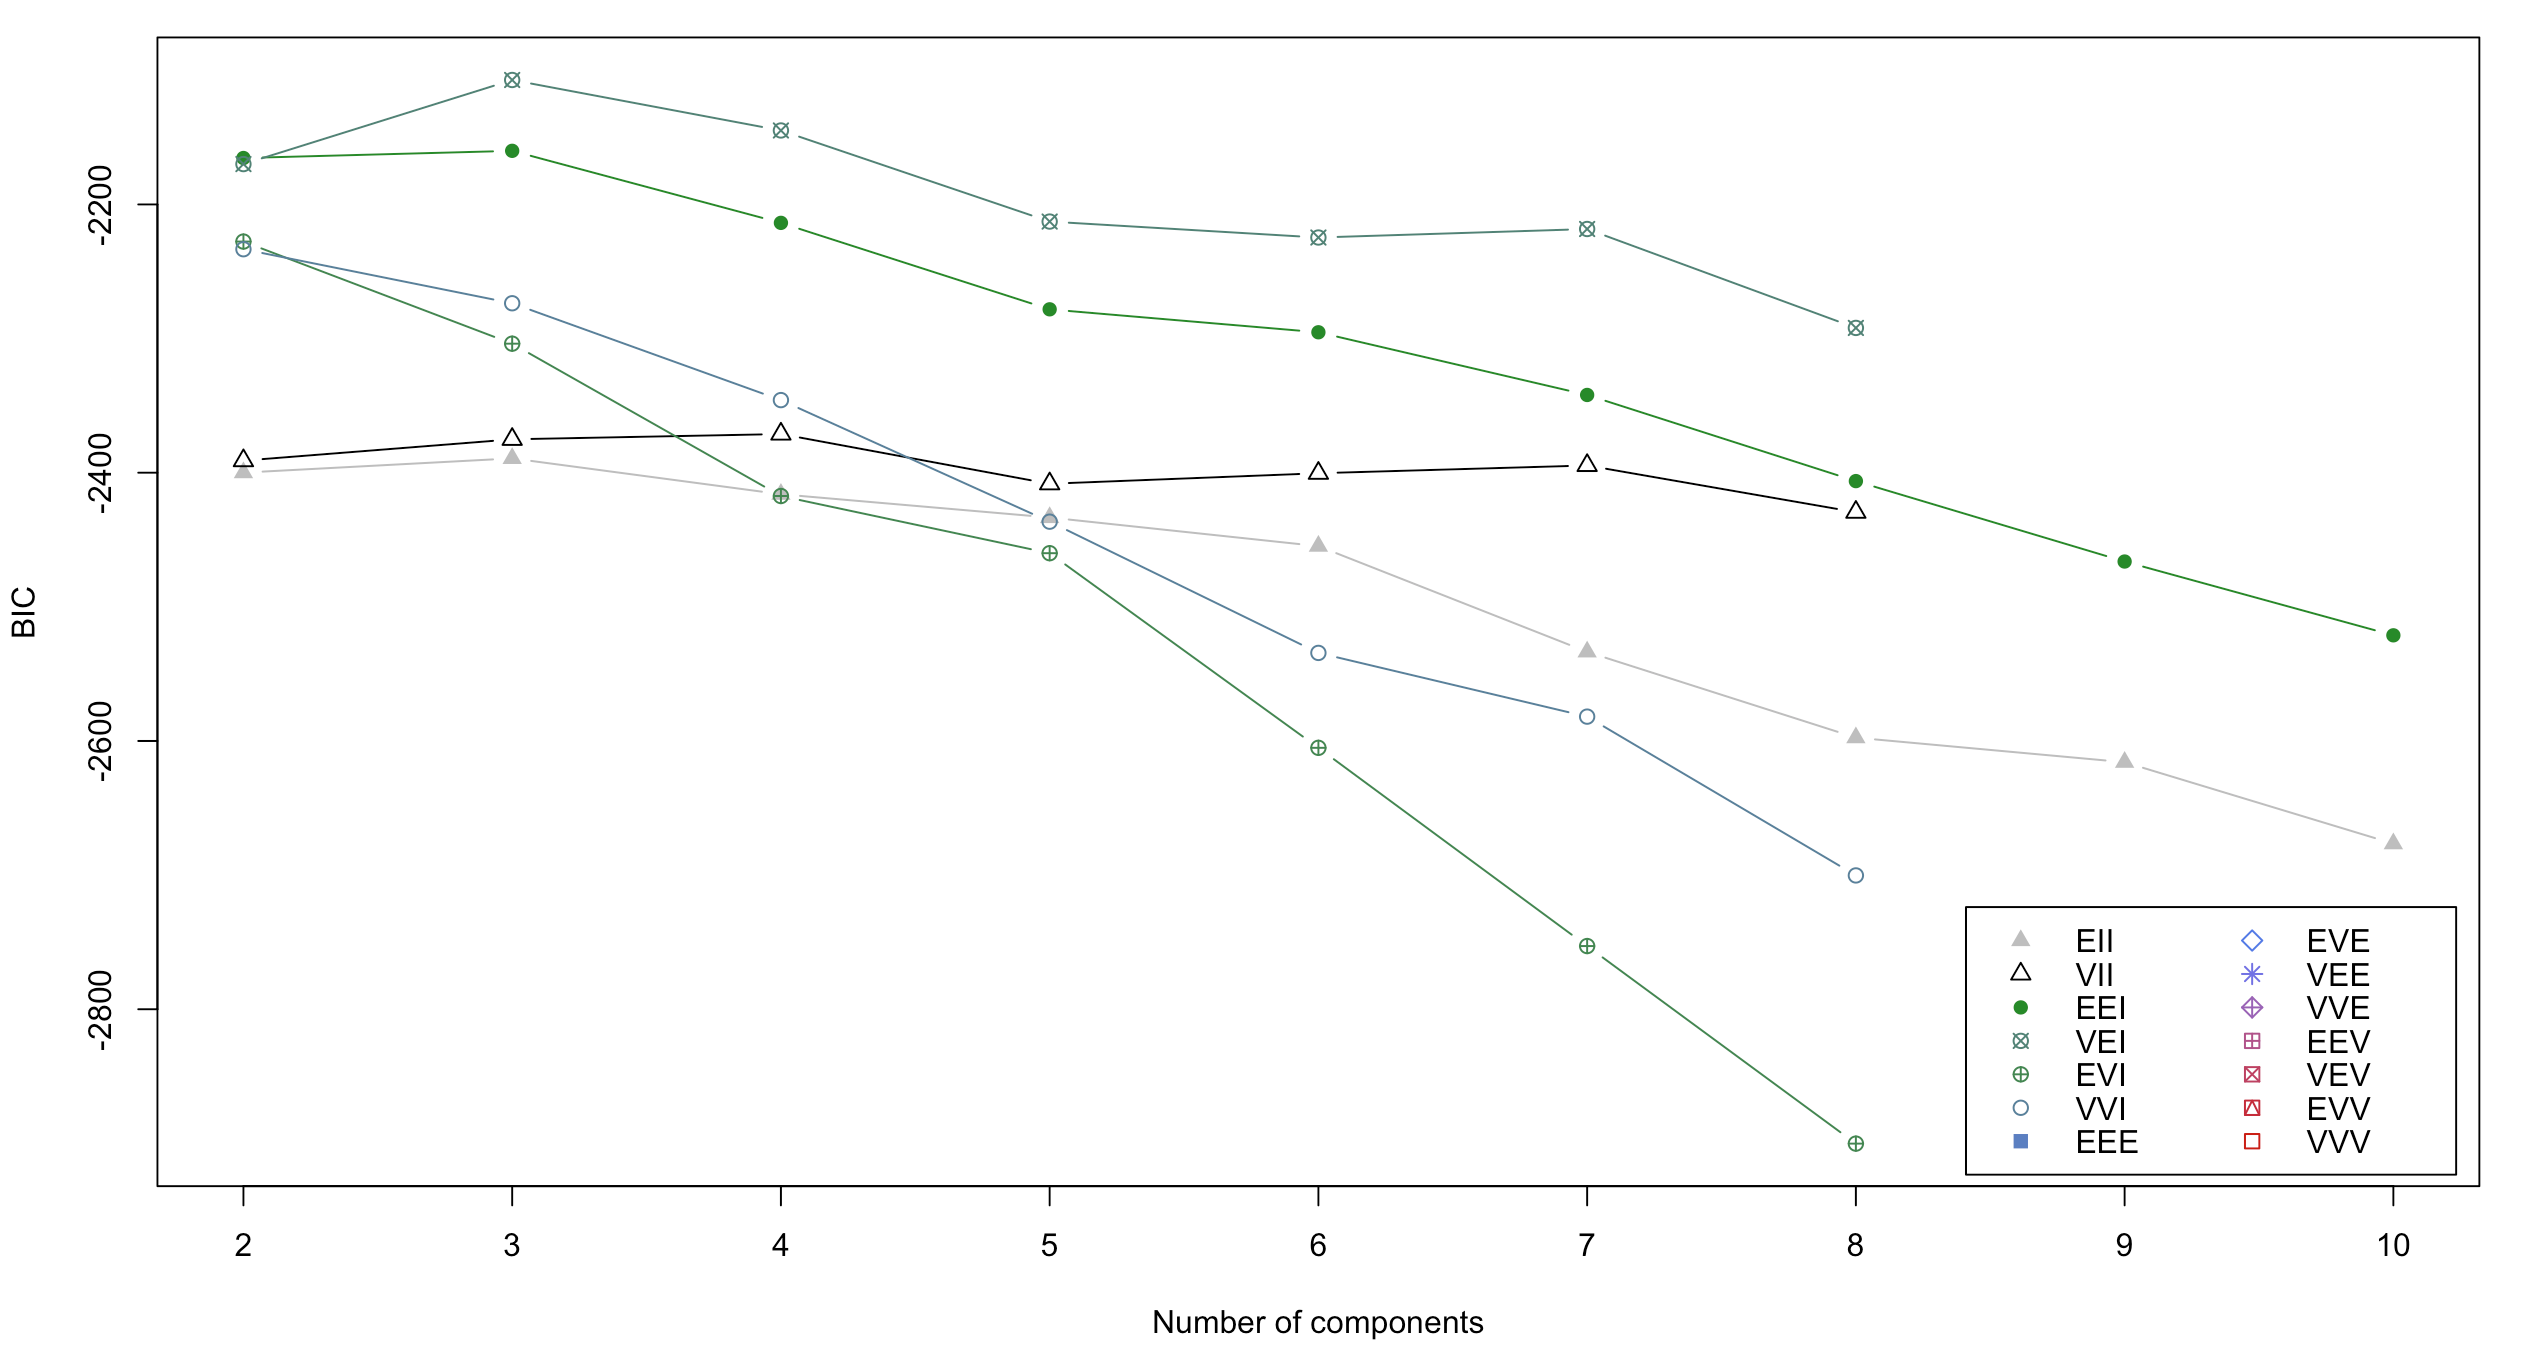 -2200
-2400
-2600
-2800
BIC
2 3 4 5 6 7 8 9 10
Number of components
EII
VII
EEI
VEI
EVI
VVI
EEE
EVE
VEE
VVE
EEV
VEV
EVV
VVV